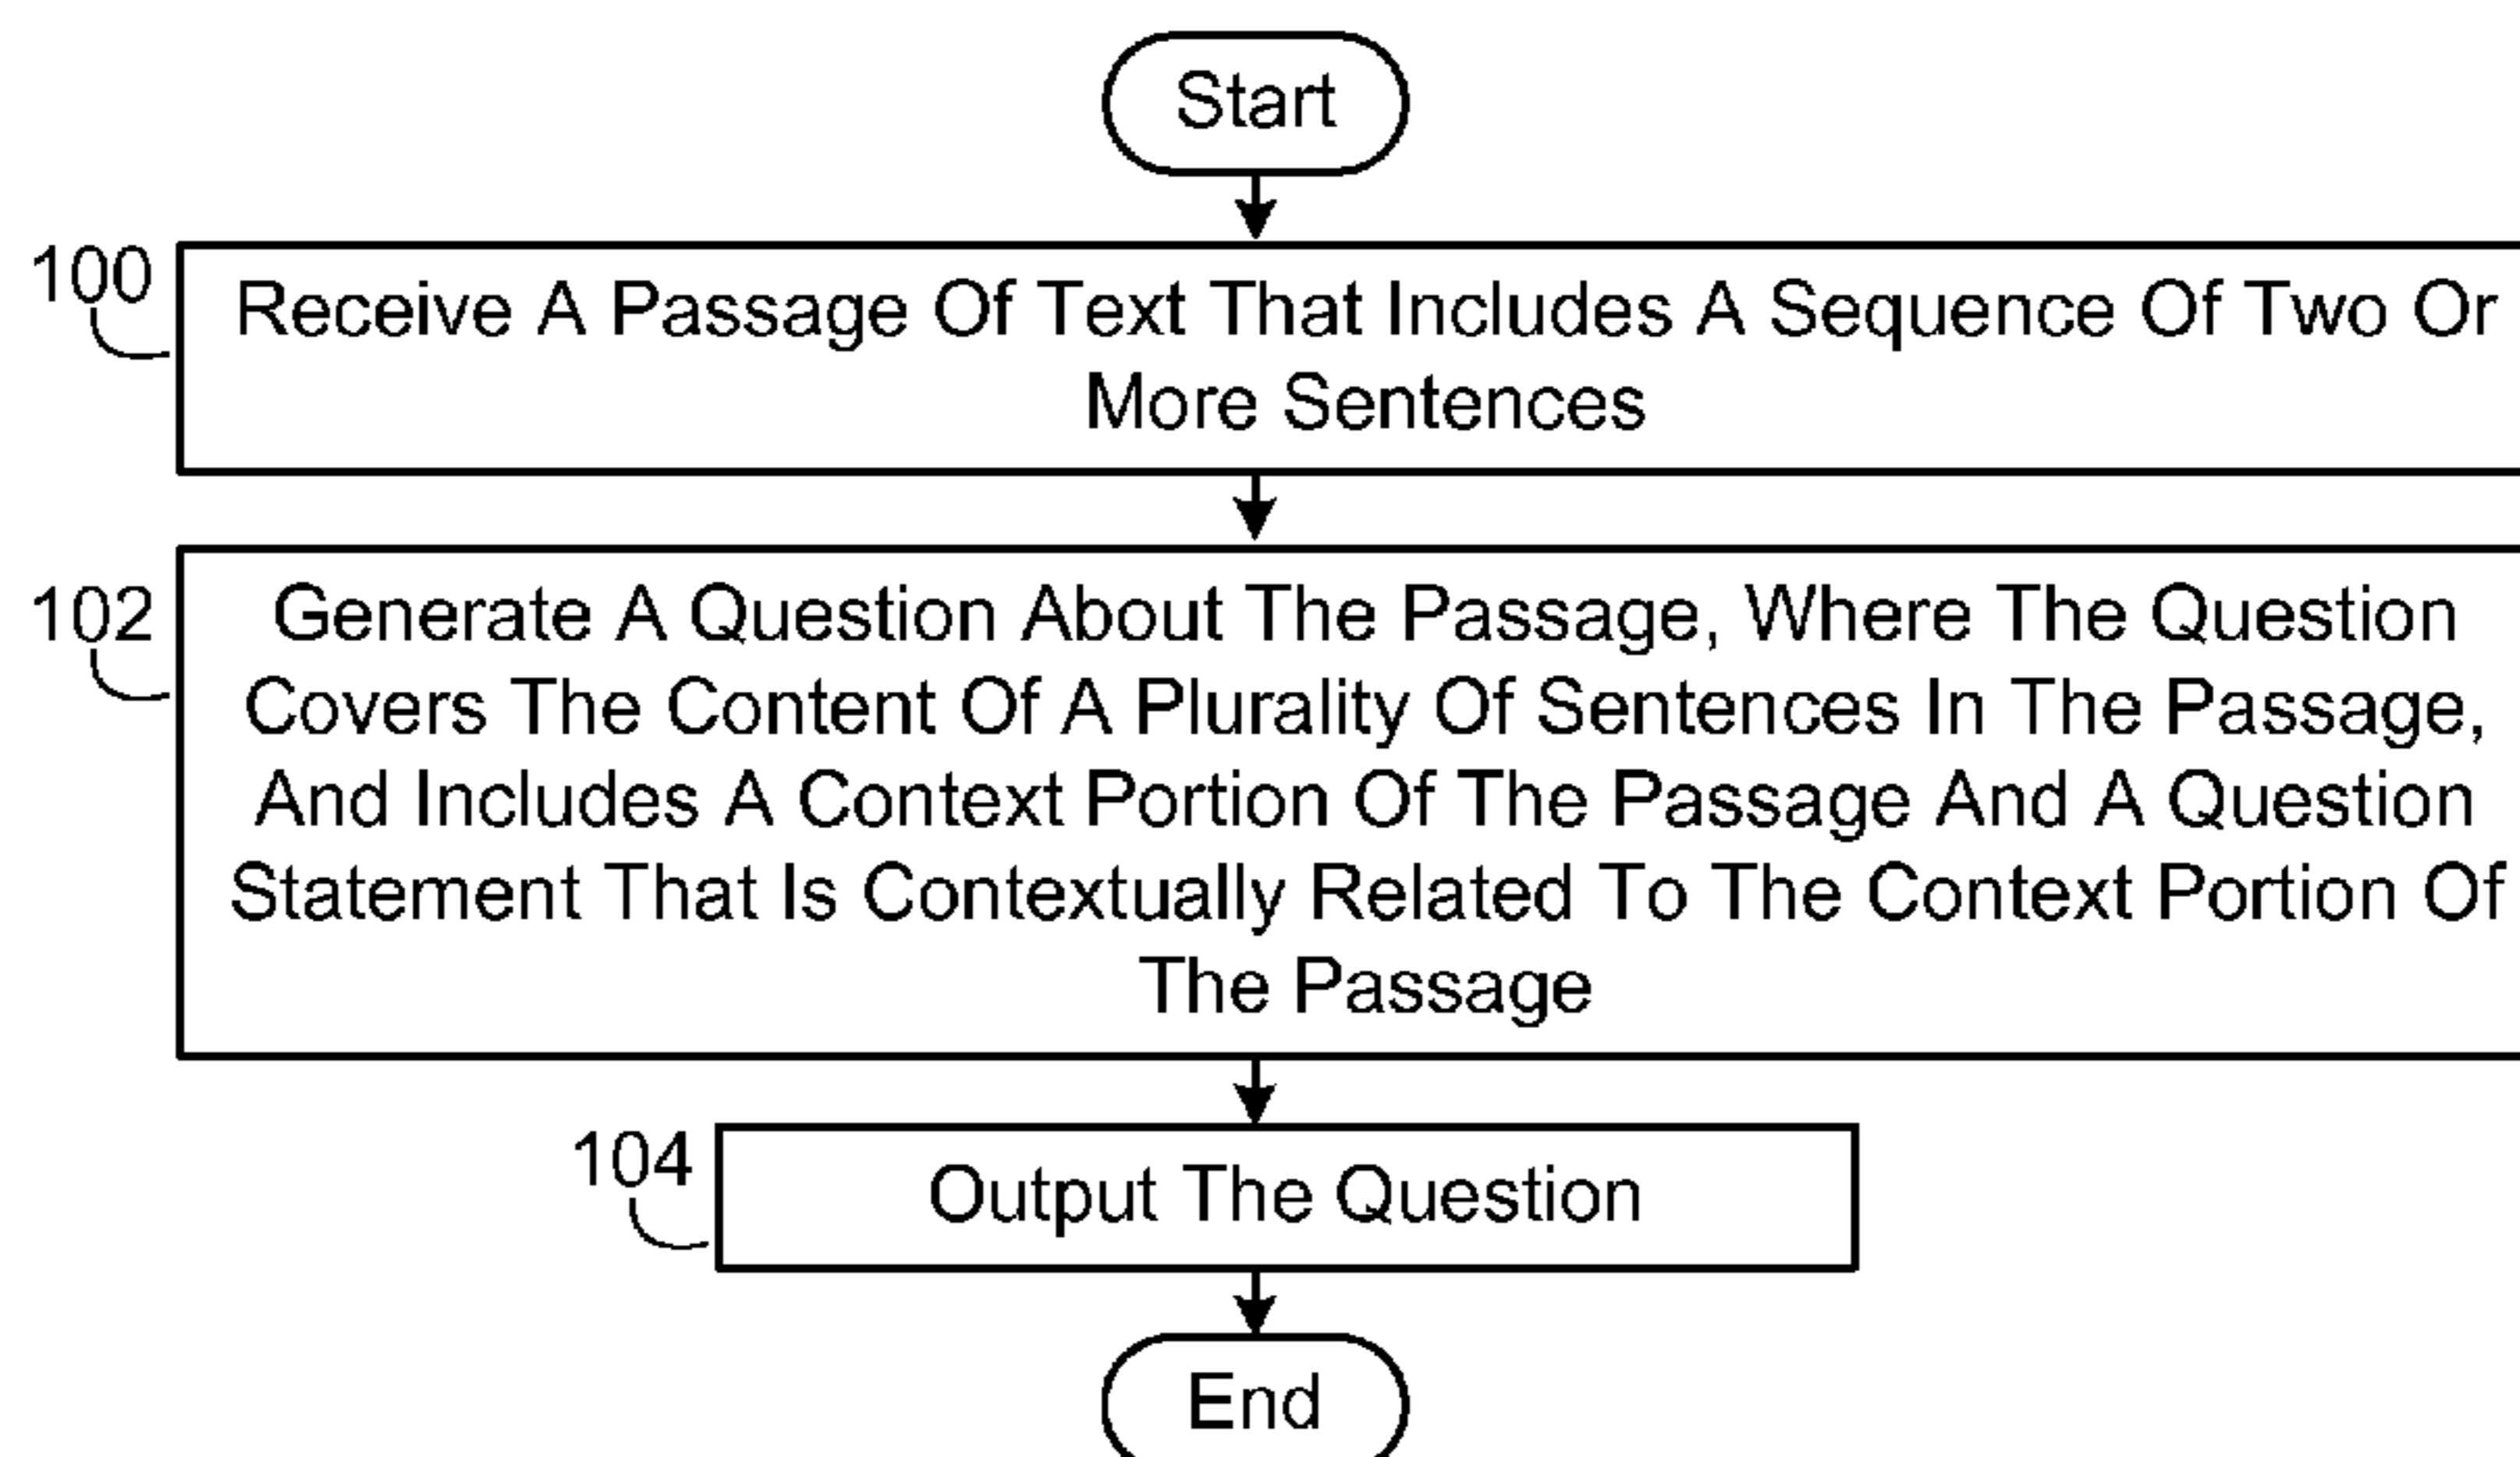 Start
100
Receive A Passage Of Text That Includes A Sequence Of Two Or
More Sentences
102
Generate A Question About The Passage, Where The Question
Covers The Content Of A Plurality Of Sentences In The Passage,
And Includes A Context Portion Of The Passage And A Question
Statement That Is Contextually Related To The Context Portion Of
The Passage
104
Output The Question
End